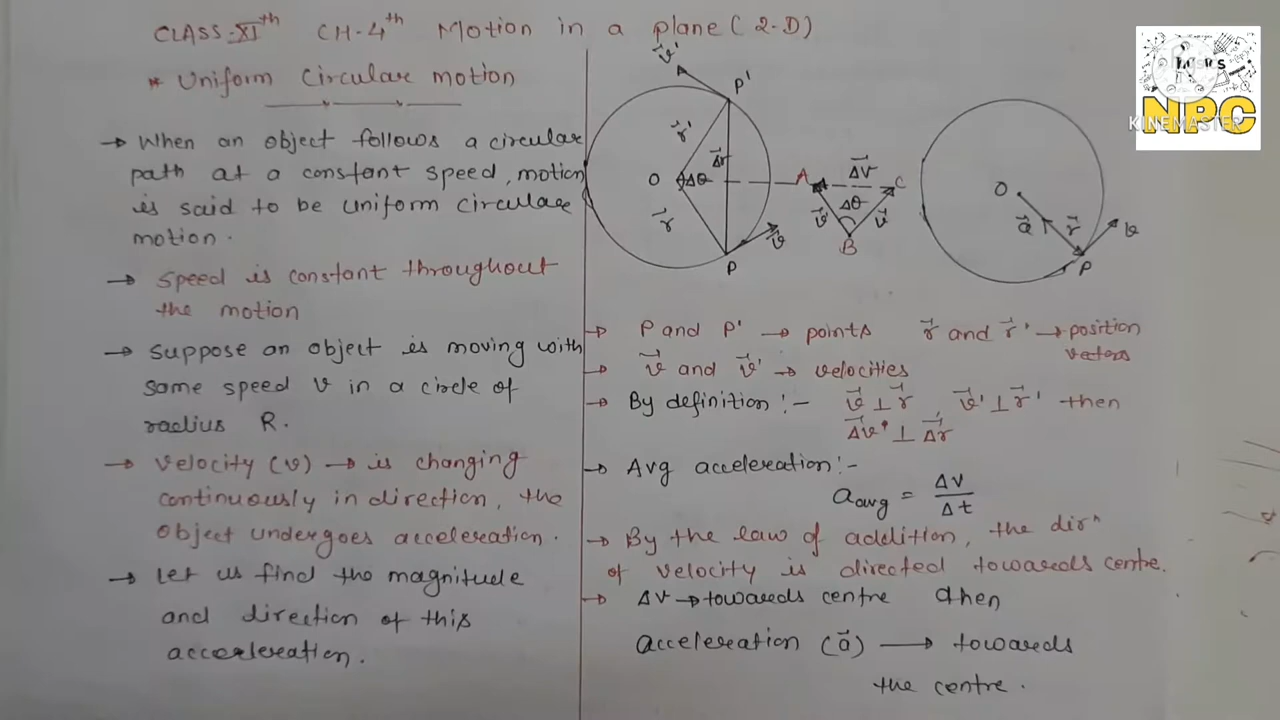 CLASS-XIth CH-4th Motion in a plane (2-D)
* Uniform Circular motion
→ When an object follows a circular
path at a constant speed, motion
is said to be uniform circular
motion.
→ Speed is constant throughout
the motion
→ Suppose an object is moving with
same speed v in a circle of
radius R.
→ Velocity (v) → is changing
continuously in direction, the
object undergoes acceleration.
→ Let us find the magnitude
and direction of this
acceleration.
v⃗'
P'
r⃗'
Δr⃗
O Δθ
r⃗
v⃗
P
A Δv⃗ C
Δθ
v⃗' v⃗
B
O
a⃗ r⃗ v
P
→ P and P' → points r⃗ and r⃗' → position
vectors
→ v⃗ and v⃗' → velocities
→ By definition :- v⃗ ⊥ r⃗, v⃗' ⊥ r⃗' then
Δv⃗ ⊥ Δr⃗
→ Avg acceleration :-
a avg = Δv / Δt
→ By the law of addition, the dirn
of velocity is directed towards centre.
→ Δv → towards centre then
acceleration (a⃗) → towards
the centre.
Physics
NPC
KINEMASTER